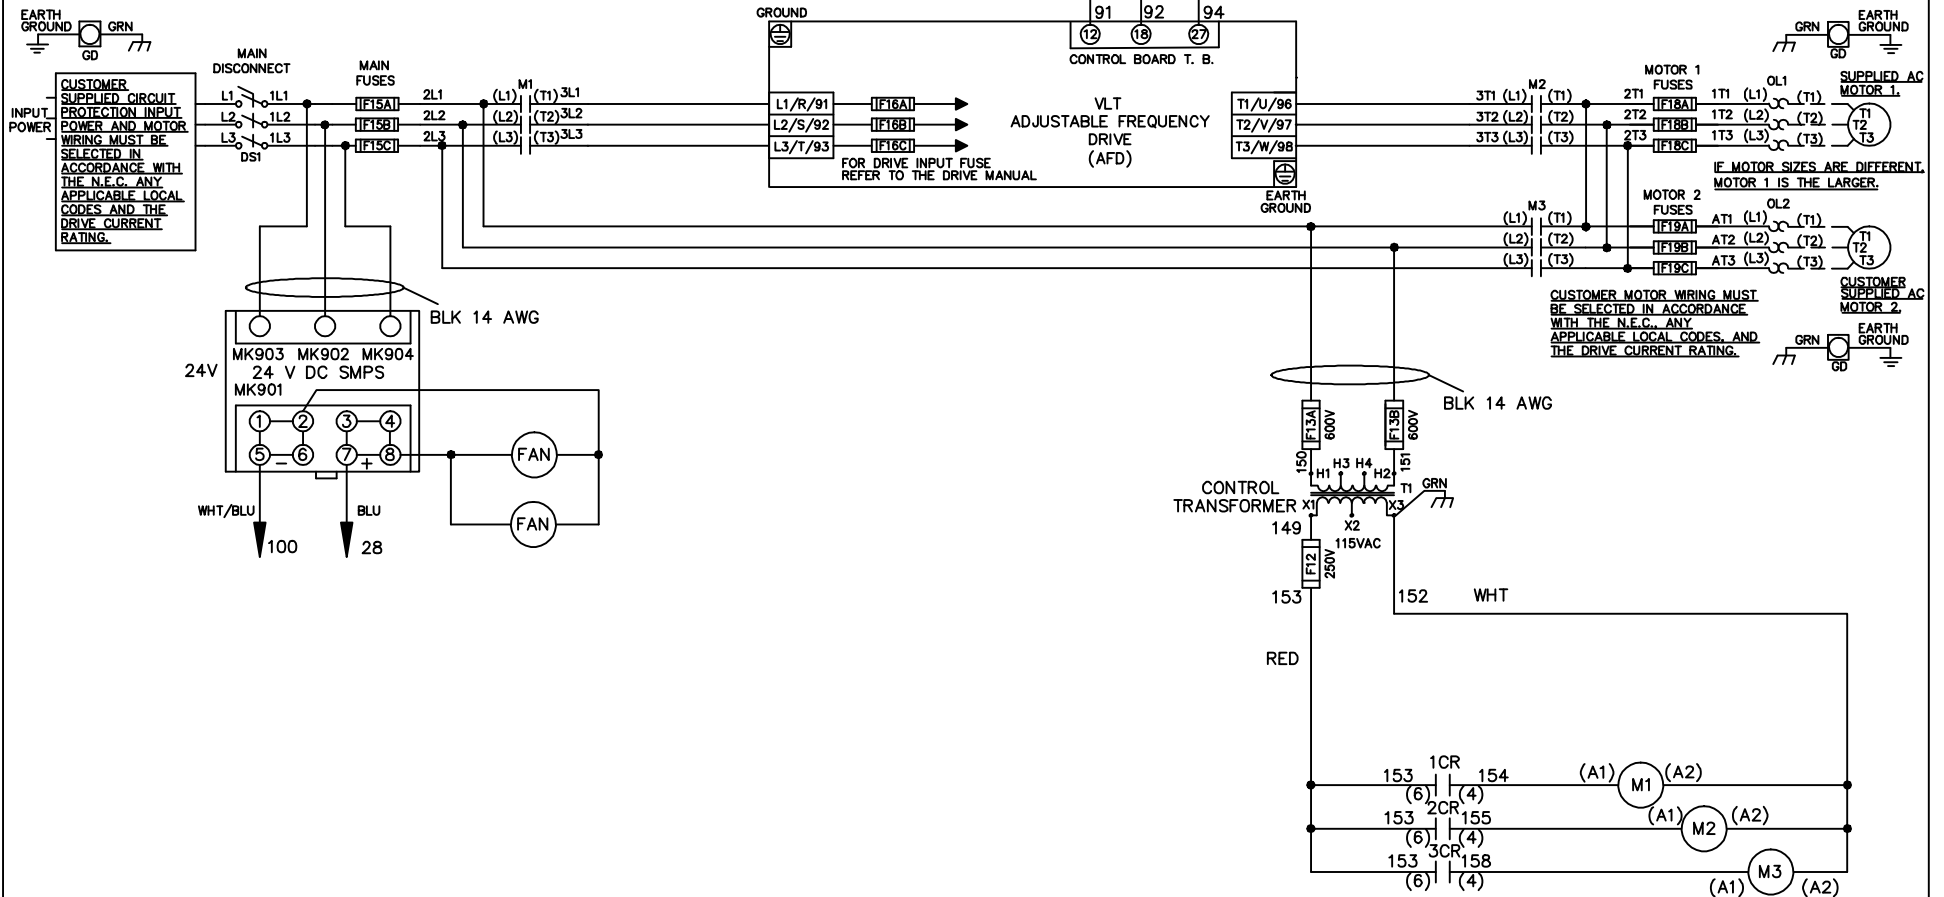 EARTH
GROUND
GRN
GD
GROUND
91 92 94
12 18 27
CONTROL BOARD T. B.
GRN
EARTH
GROUND
GD
MAIN
DISCONNECT
MAIN
FUSES
INPUT
POWER
CUSTOMER
SUPPLIED CIRCUIT
PROTECTION INPUT
POWER AND MOTOR
WIRING MUST BE
SELECTED IN
ACCORDANCE WITH
THE N.E.C. ANY
APPLICABLE LOCAL
CODES AND THE
DRIVE CURRENT
RATING.
L1 1L1
L2 1L2
L3 1L3
DS1
F15A
F15B
F15C
2L1
2L2
2L3
M1
(L1) (T1) 3L1
(L2) (T2) 3L2
(L3) (T3) 3L3
L1/R/91
L2/S/92
L3/T/93
F16A
F16B
F16C
FOR DRIVE INPUT FUSE
REFER TO THE DRIVE MANUAL
VLT
ADJUSTABLE FREQUENCY
DRIVE
(AFD)
T1/U/96
T2/V/97
T3/W/98
EARTH
GROUND
M2
3T1 (L1) (T1)
3T2 (L2) (T2)
3T3 (L3) (T3)
MOTOR 1
FUSES
2T1 F18A 1T1 (L1)
2T2 F18B 1T2 (L2)
2T3 F18C 1T3 (L3)
OL1
(T1)
(T2)
(T3)
SUPPLIED AC
MOTOR 1.
T1
T2
T3
IF MOTOR SIZES ARE DIFFERENT,
MOTOR 1 IS THE LARGER.
M3
(L1) (T1)
(L2) (T2)
(L3) (T3)
MOTOR 2
FUSES
F19A AT1 (L1)
F19B AT2 (L2)
F19C AT3 (L3)
OL2
(T1)
(T2)
(T3)
T1
T2
T3
CUSTOMER
SUPPLIED AC
MOTOR 2.
CUSTOMER MOTOR WIRING MUST
BE SELECTED IN ACCORDANCE
WITH THE N.E.C., ANY
APPLICABLE LOCAL CODES, AND
THE DRIVE CURRENT RATING.
GRN
EARTH
GROUND
GD
BLK 14 AWG
MK903 MK902 MK904
24V
24 V DC SMPS
MK901
1 2 3 4
5 − 6 7 + 8
FAN
FAN
WHT/BLU
BLU
100
28
BLK 14 AWG
F13A
600V
F13B
600V
150
151
H1 H3 H4 H2
T1
GRN
CONTROL
TRANSFORMER
X1
X2
X3
149
115VAC
F12
250V
153
152
WHT
RED
1CR
153 154
(6) (4)
(A1) M1 (A2)
2CR
153 155
(6) (4)
(A1) M2 (A2)
3CR
153 158
(6) (4)
(A1) M3 (A2)